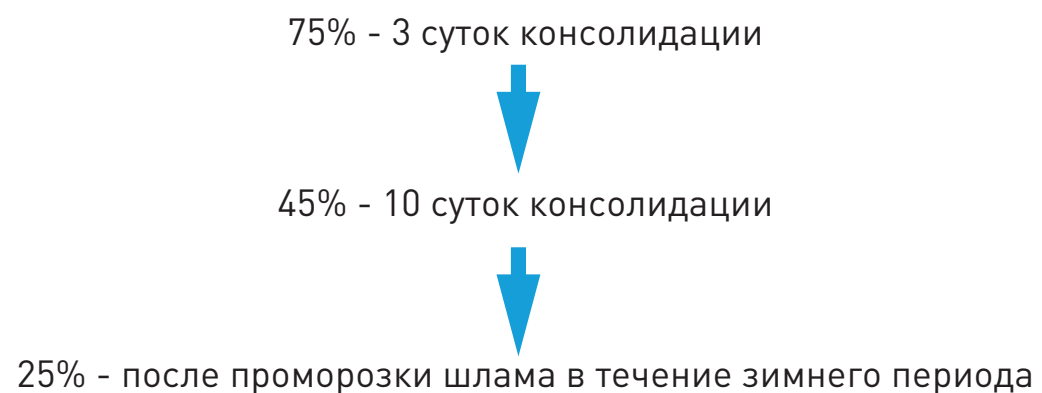 75% - 3 суток консолидации
45% - 10 суток консолидации
25% - после проморозки шлама в течение зимнего периода